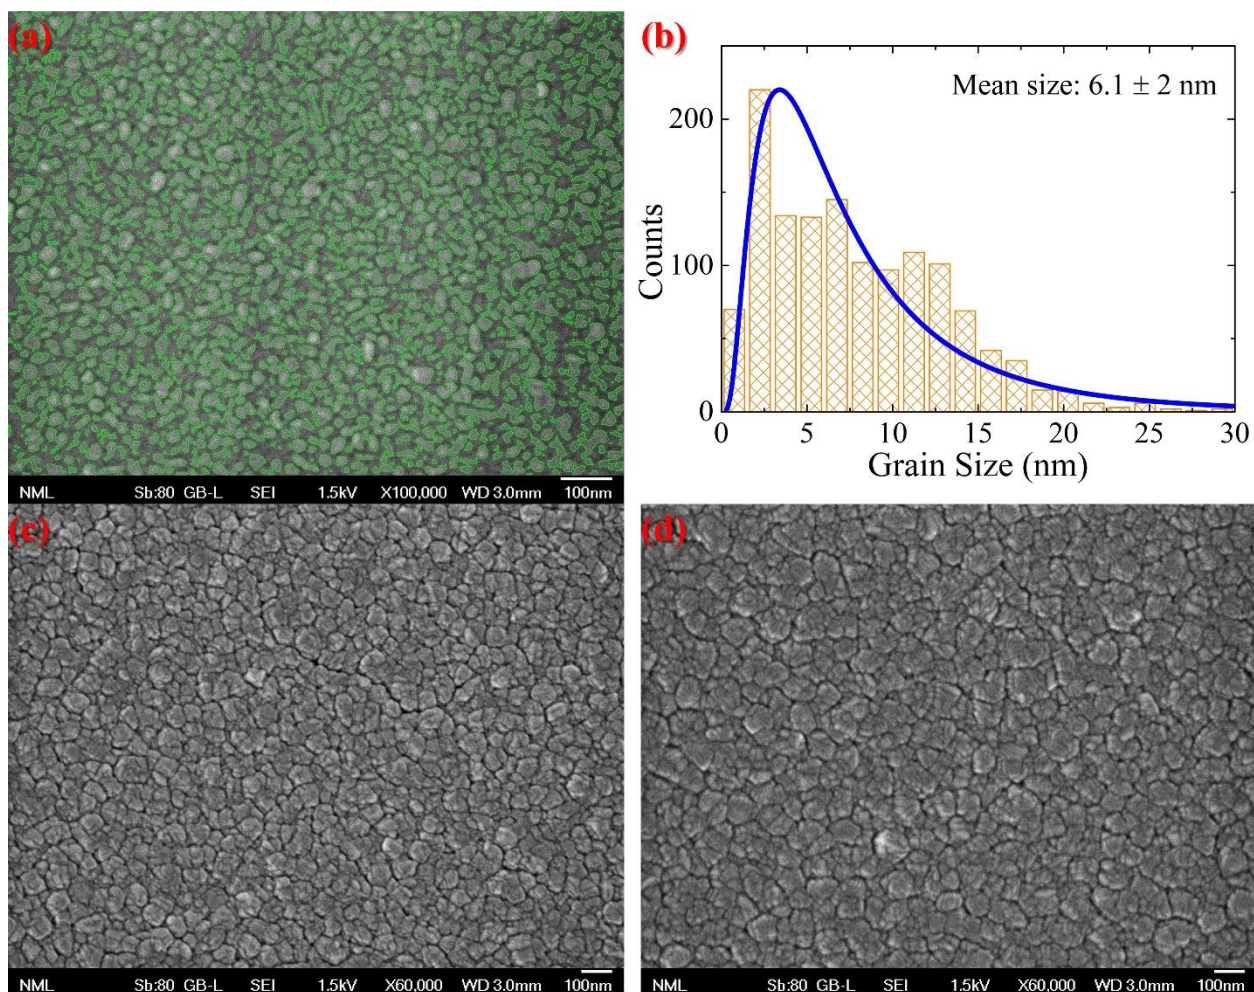 (a)
NML Sb:80 GB-L SEI 1.5kV X100,000 WD 3.0mm 100nm
(b)
Mean size: 6.1 ± 2 nm
Counts
200
100
0
0 5 10 15 20 25 30
Grain Size (nm)
(c)
NML Sb:80 GB-L SEI 1.5kV X60,000 WD 3.0mm 100nm
(d)
NML Sb:80 GB-L SEI 1.5kV X60,000 WD 3.0mm 100nm